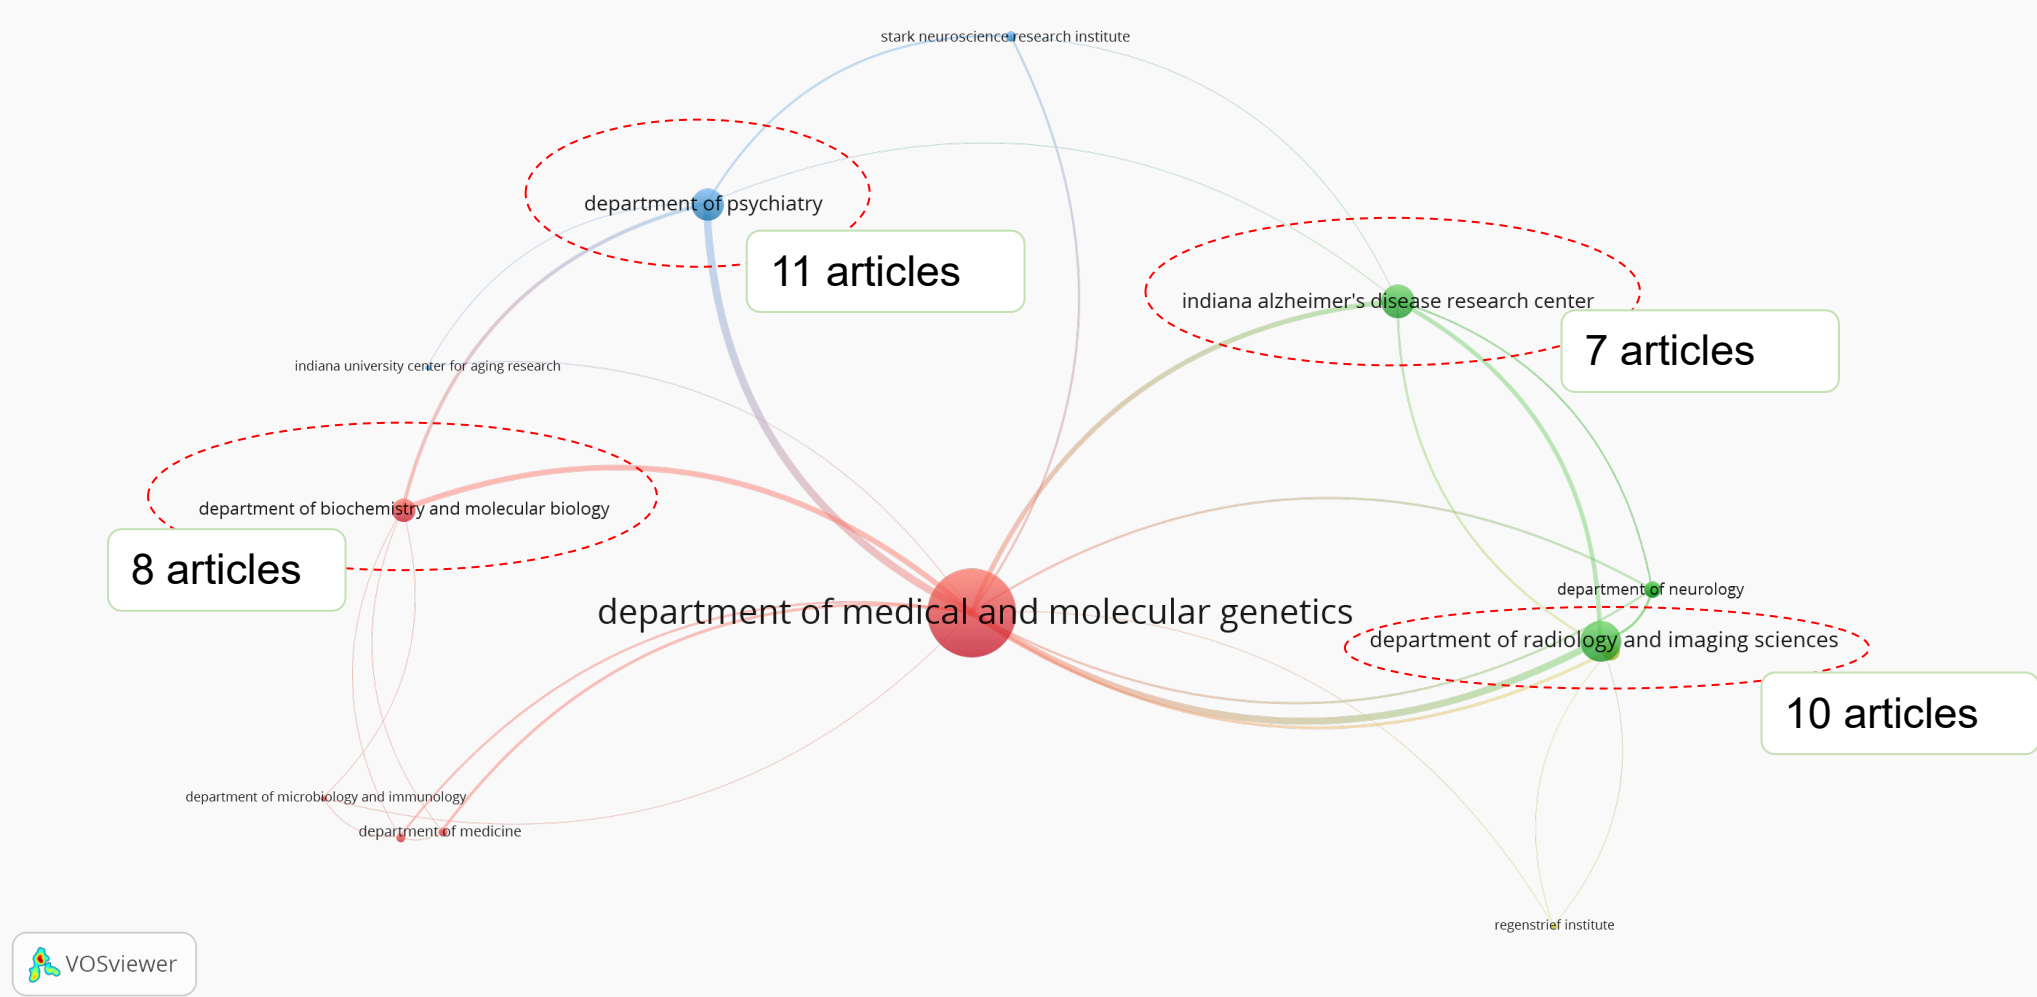 stark neuroscience research institute
department of psychiatry
11 articles
indiana alzheimer's disease research center
7 articles
indiana university center for aging research
department of biochemistry and molecular biology
8 articles
department of medical and molecular genetics
department of neurology
department of radiology and imaging sciences
10 articles
department of microbiology and immunology
department of medicine
regenstrief institute
VOSviewer